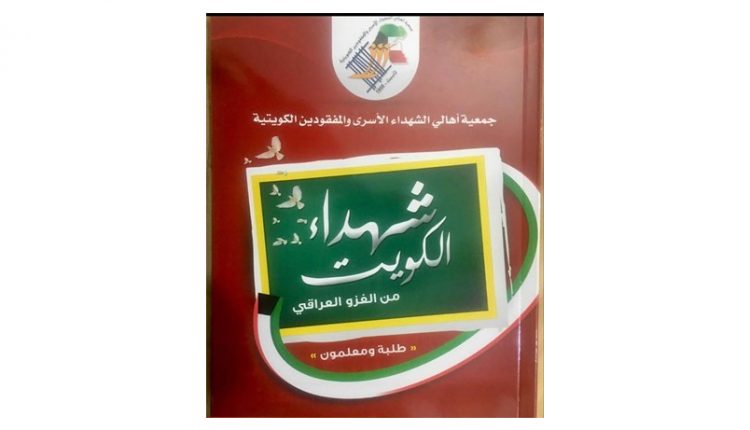 جمعية أهالي الشهداء الأسرى والمفقودين الكويتية
شهداء
الكويت
من الغزو العراقي
« طلبة ومعلمون »